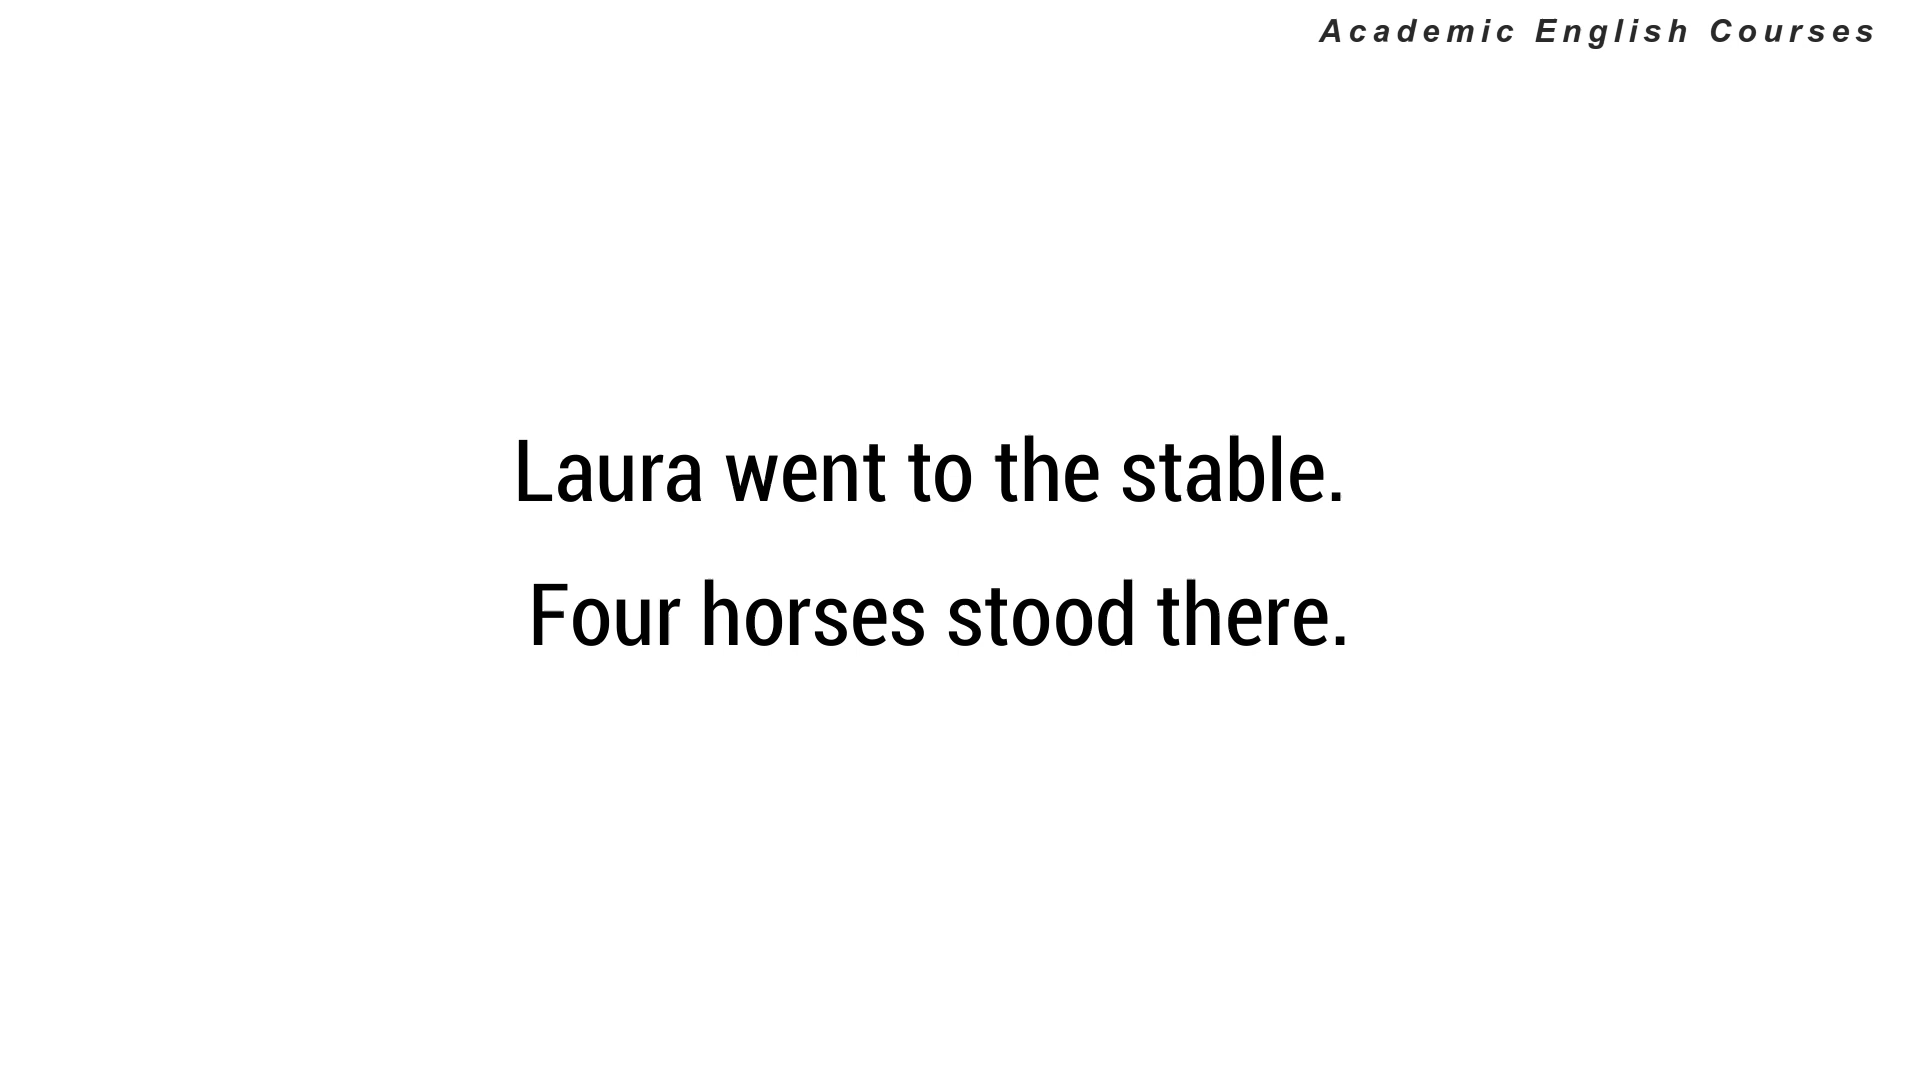 Academic English Courses
Laura went to the stable.
Four horses stood there.